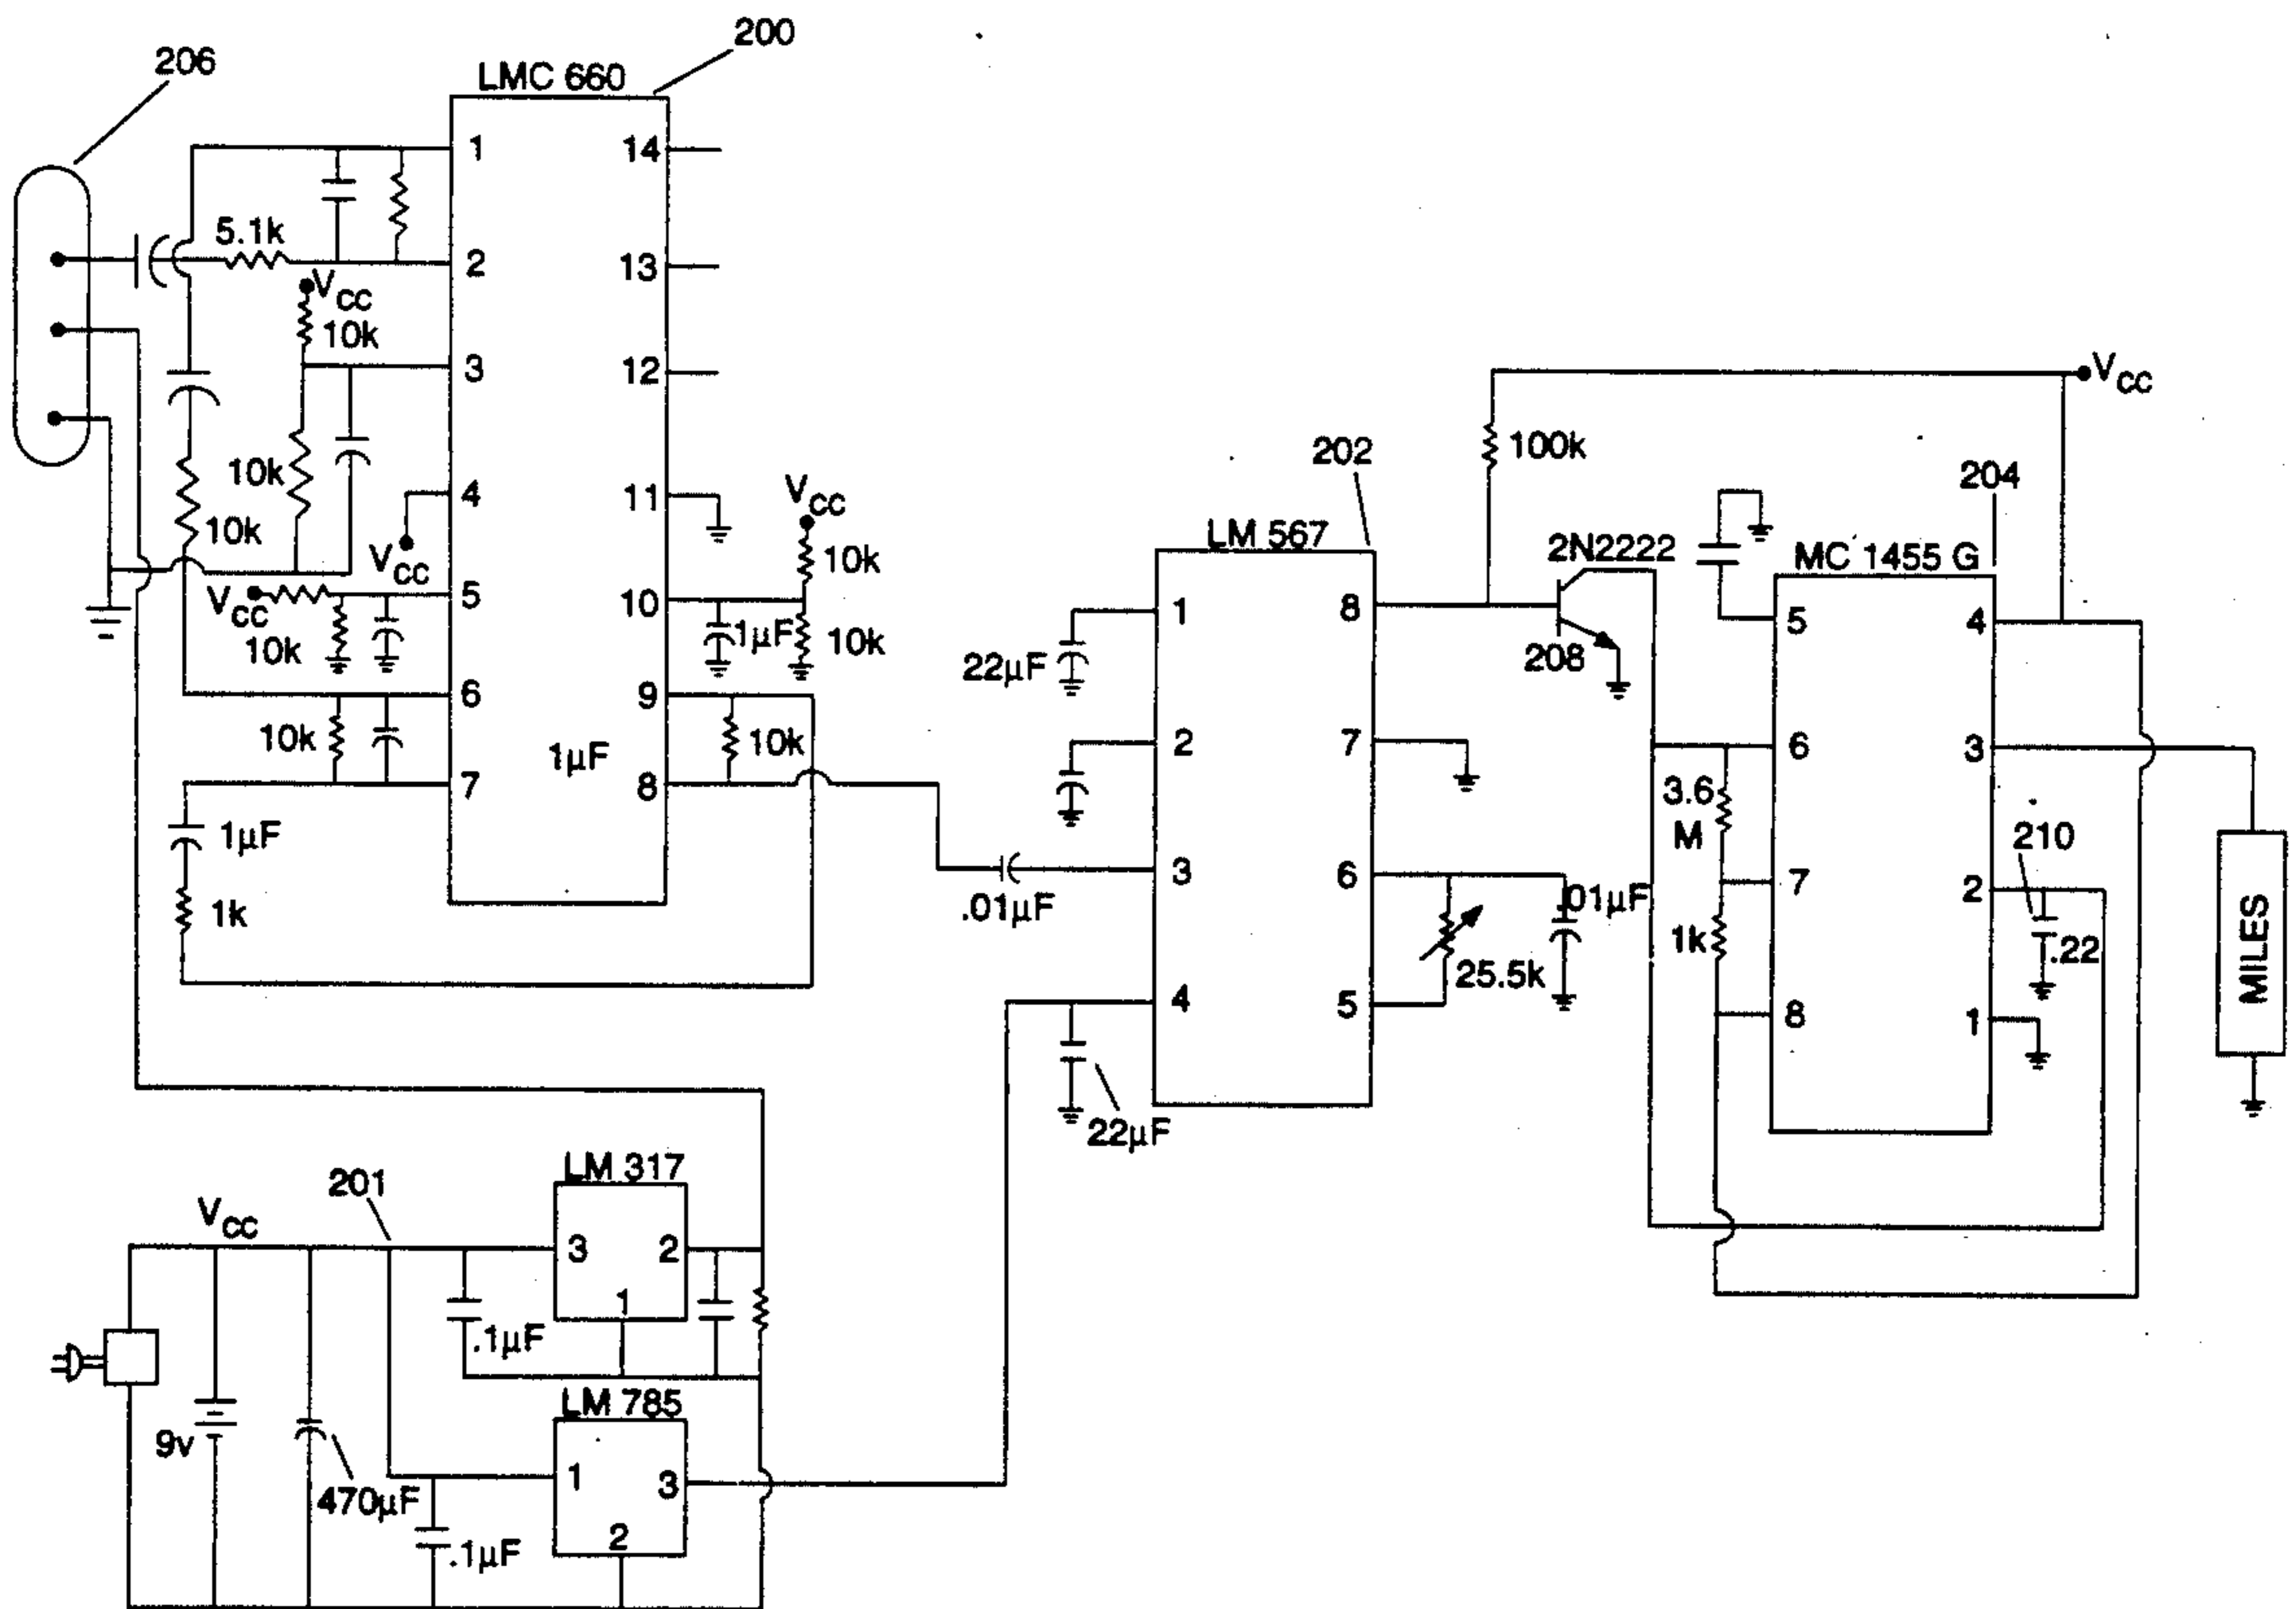 206
200
LMC 660
1
14
5.1k
2
13
VCC
10k
3
12
VCC
10k
100k
202
204
4
11
VCC
10k
VCC
10k
LM 567
2N2222
MC 1455 G
VCC
5
10
1
8
5
4
10k
1μF
10k
22μF
208
6
9
10k
10k
2
7
6
3
1μF
3.6
M
7
8
1μF
210
3
6
7
2
1k
.01μF
.01μF
1k
.22
MILES
25.5k
4
5
8
1
22μF
LM 317
201
VCC
3
2
1
.1μF
LM 785
9v
1
3
470μF
2
.1μF